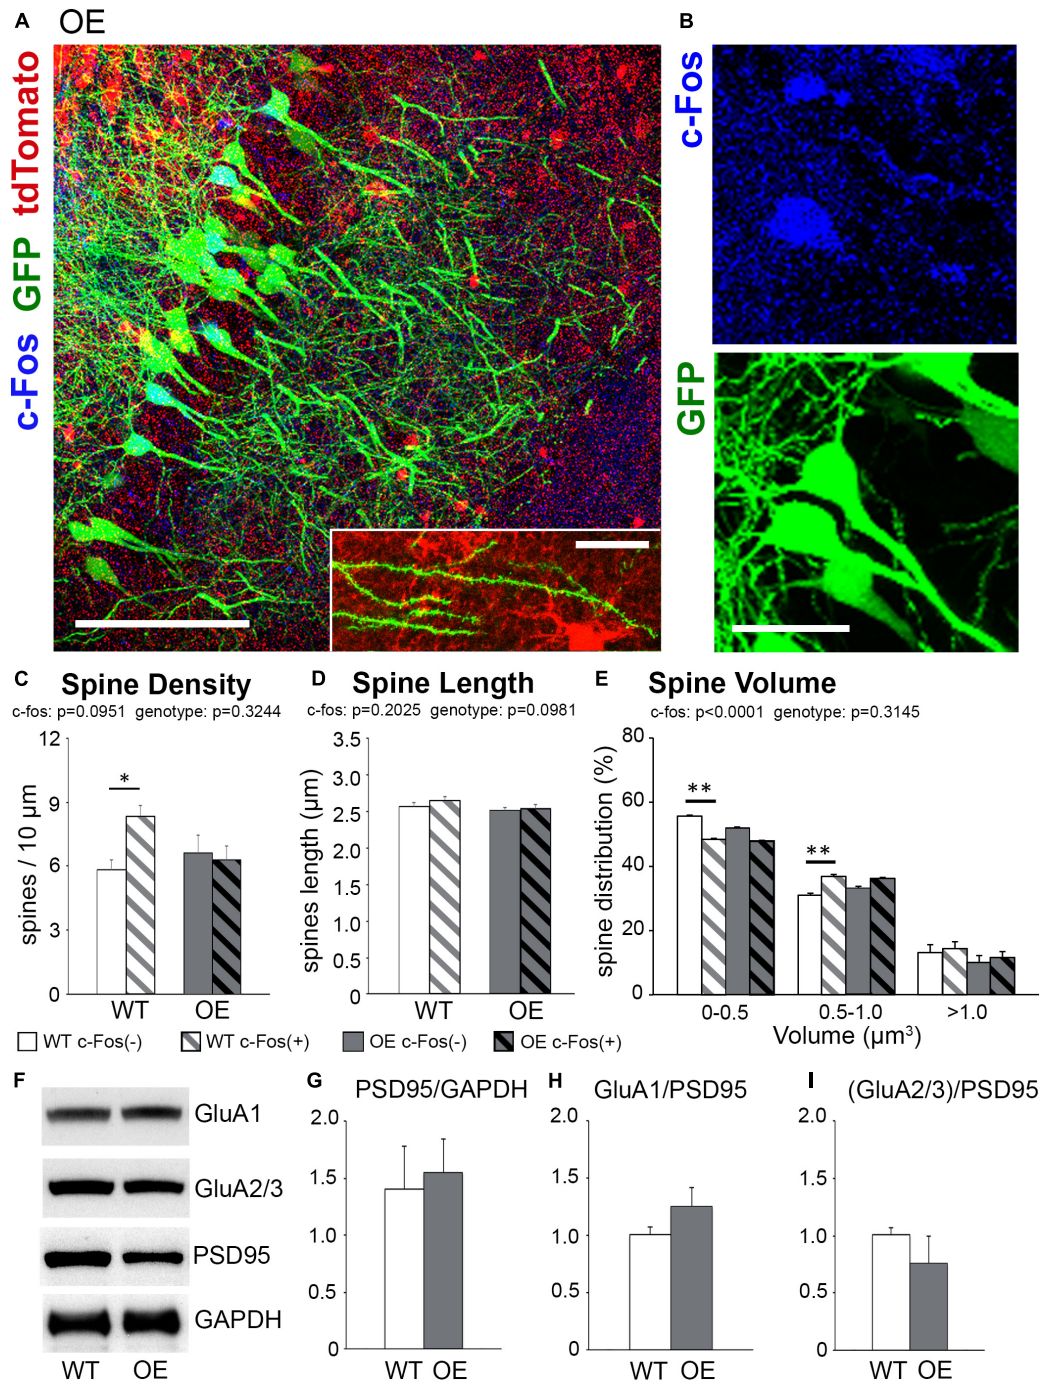 A OE
c-Fos GFP tdTomato
B
c-Fos
GFP
C Spine Density
c-fos: p=0.0951 genotype: p=0.3244
spines / 10 µm
12
9
6
3
0
*
WT OE
D Spine Length
c-fos: p=0.2025 genotype: p=0.0981
spines length (µm)
3.5
3.0
2.5
2.0
1.5
1.0
0.5
0
WT OE
E Spine Volume
c-fos: p<0.0001 genotype: p=0.3145
spine distribution (%)
80
60
40
20
0
**
**
0-0.5 0.5-1.0 >1.0
Volume (µm³)
WT c-Fos(-) WT c-Fos(+) OE c-Fos(-) OE c-Fos(+)
F
GluA1
GluA2/3
PSD95
GAPDH
WT OE
G PSD95/GAPDH
2.0
1.5
1.0
0.5
0
WT OE
H GluA1/PSD95
2.0
1.5
1.0
0.5
0
WT OE
I (GluA2/3)/PSD95
2.0
1.5
1.0
0.5
0
WT OE